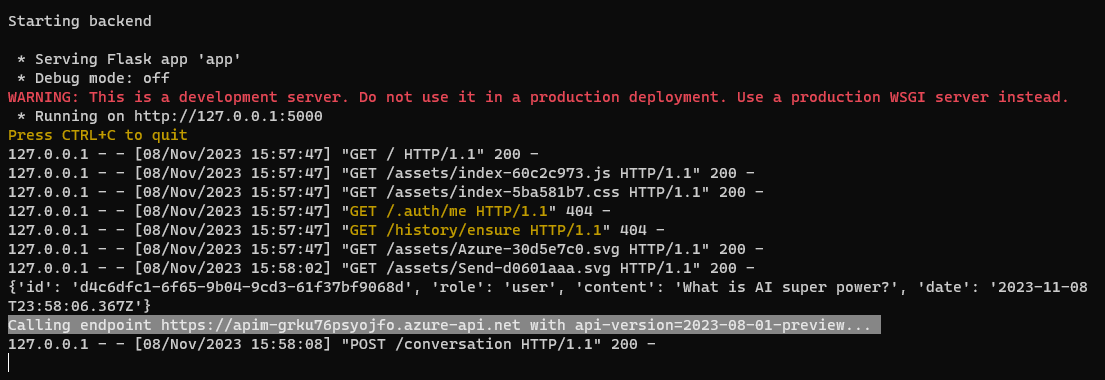 Starting backend
* Serving Flask app 'app'
* Debug mode: off
WARNING: This is a development server. Do not use it in a production deployment. Use a production WSGI server instead.
* Running on http://127.0.0.1:5000
Press CTRL+C to quit
127.0.0.1 - - [08/Nov/2023 15:57:47] "GET / HTTP/1.1" 200 -
127.0.0.1 - - [08/Nov/2023 15:57:47] "GET /assets/index-60c2c973.js HTTP/1.1" 200 -
127.0.0.1 - - [08/Nov/2023 15:57:47] "GET /assets/index-5ba581b7.css HTTP/1.1" 200 -
127.0.0.1 - - [08/Nov/2023 15:57:47] "GET /.auth/me HTTP/1.1" 404 -
127.0.0.1 - - [08/Nov/2023 15:57:47] "GET /history/ensure HTTP/1.1" 404 -
127.0.0.1 - - [08/Nov/2023 15:57:47] "GET /assets/Azure-30d5e7c0.svg HTTP/1.1" 200 -
127.0.0.1 - - [08/Nov/2023 15:58:02] "GET /assets/Send-d0601aaa.svg HTTP/1.1" 200 -
{'id': 'd4c6dfc1-6f65-9b04-9cd3-61f37bf9068d', 'role': 'user', 'content': 'What is AI super power?', 'date': '2023-11-08
T23:58:06.367Z'}
Calling endpoint https://apim-grku76psyojfo.azure-api.net with api-version=2023-08-01-preview...
127.0.0.1 - - [08/Nov/2023 15:58:08] "POST /conversation HTTP/1.1" 200 -